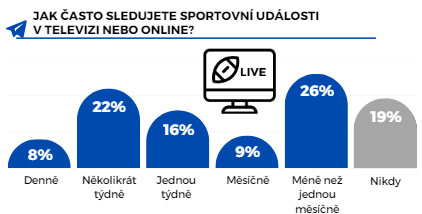 JAK ČASTO SLEDUJETE SPORTOVNÍ UDÁLOSTI
V TELEVIZI NEBO ONLINE?
LIVE
8%
22%
16%
9%
26%
19%
Denně
Několikrát
týdně
Jednou
týdně
Měsíčně
Méně než
jednou
měsíčně
Nikdy